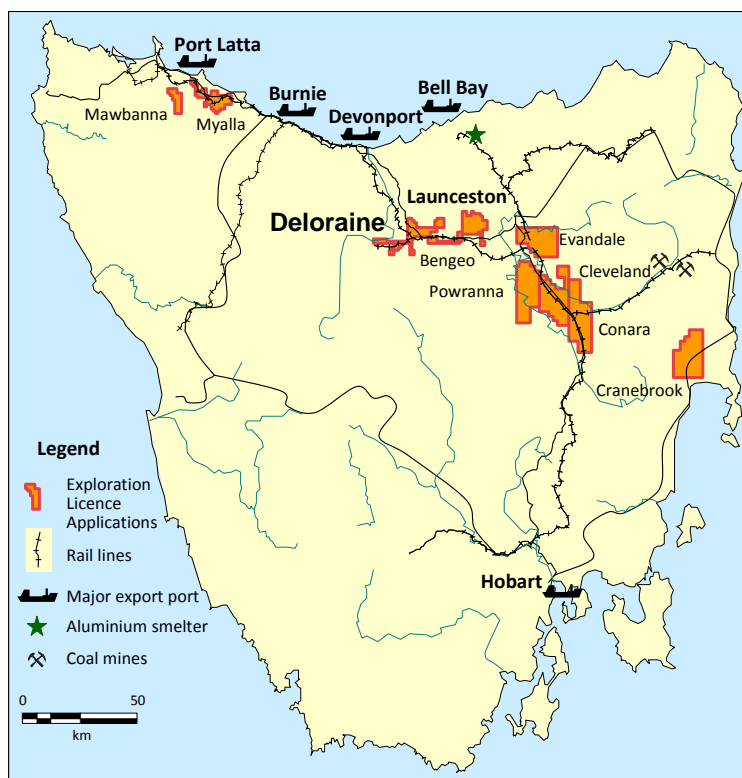 Port Latta
Burnie
Bell Bay
Devonport
Mawbanna
Myalla
Launceston
Deloraine
Bengeo
Evandale
Cleveland
Powranna
Conara
Cranebrook
Legend
Exploration
Licence
Applications
Rail lines
Major export port
Aluminium smelter
Coal mines
Hobart
0 50
km